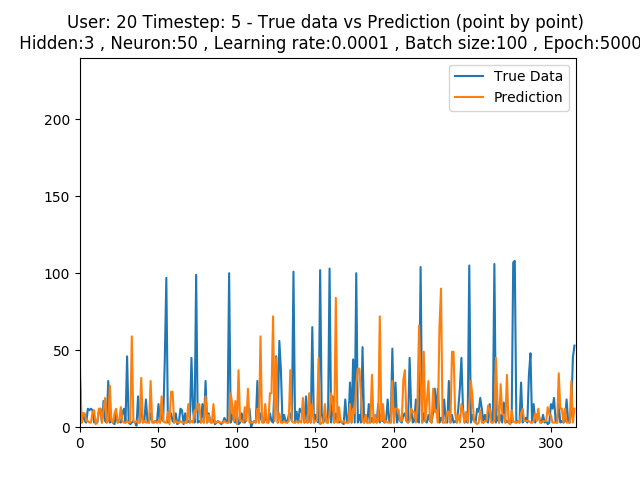 User: 20 Timestep: 5 - True data vs Prediction (point by point)
Hidden:3 , Neuron:50 , Learning rate:0.0001 , Batch size:100 , Epoch:5000
True Data
Prediction
200
150
100
50
0
0 50 100 150 200 250 300